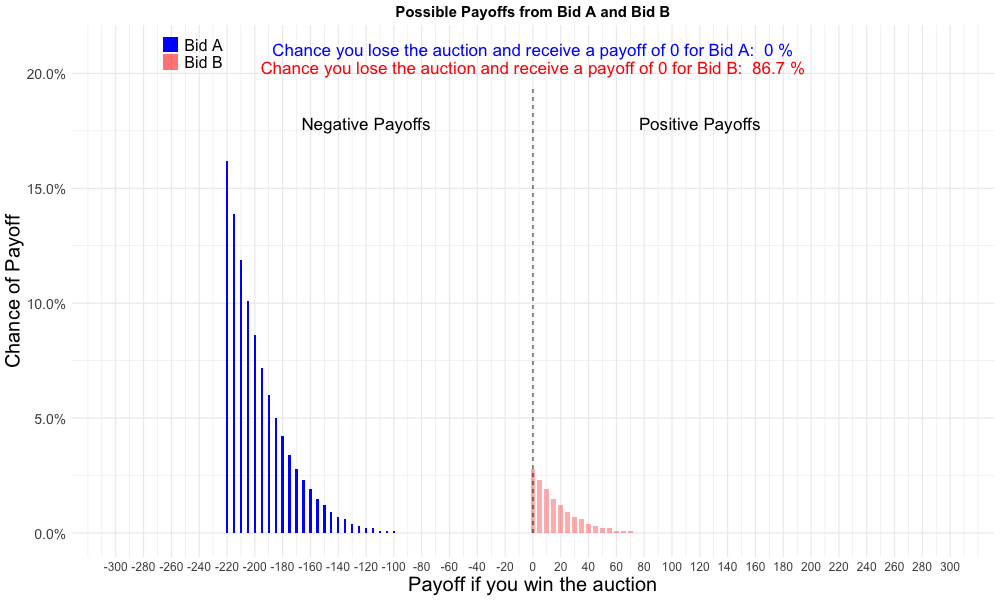 Possible Payoffs from Bid A and Bid B
Bid A
Bid B
Chance you lose the auction and receive a payoff of 0 for Bid A:  0 %
Chance you lose the auction and receive a payoff of 0 for Bid B:  86.7 %
Negative Payoffs
Positive Payoffs
Chance of Payoff
20.0%
15.0%
10.0%
5.0%
0.0%
-300 -280 -260 -240 -220 -200 -180 -160 -140 -120 -100 -80 -60 -40 -20 0 20 40 60 80 100 120 140 160 180 200 220 240 260 280 300
Payoff if you win the auction